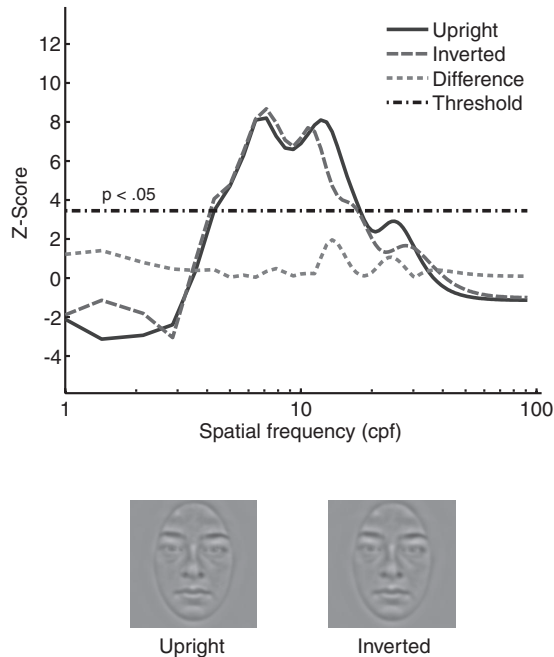 12
10
8
6
4
2
0
-2
-4
Z-Score
Upright
Inverted
Difference
Threshold
p < .05
1 10 100
Spatial frequency (cpf)
Upright Inverted